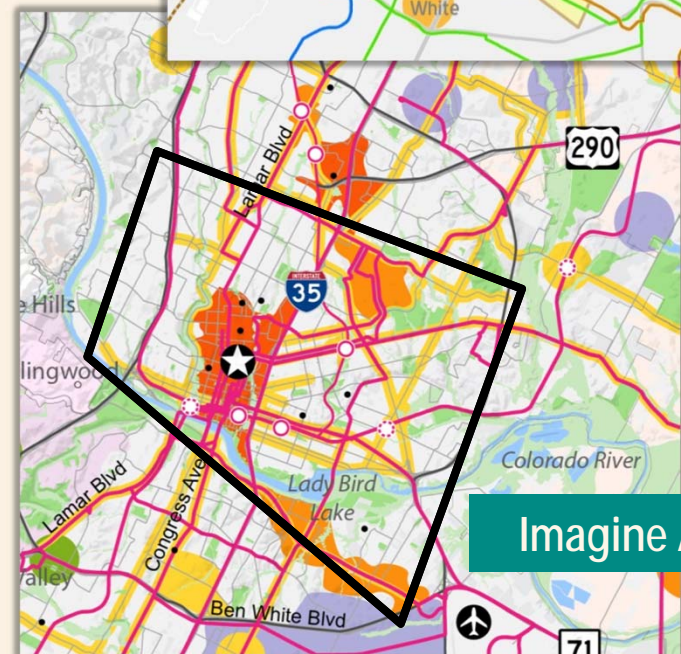 White
Lamar Blvd
290
INTERSTATE
35
e Hills
lingwood
Lady Bird
Lake
Colorado River
Lamar Blvd
Congress Ave
Imagine A
alley
Ben White Blvd
71